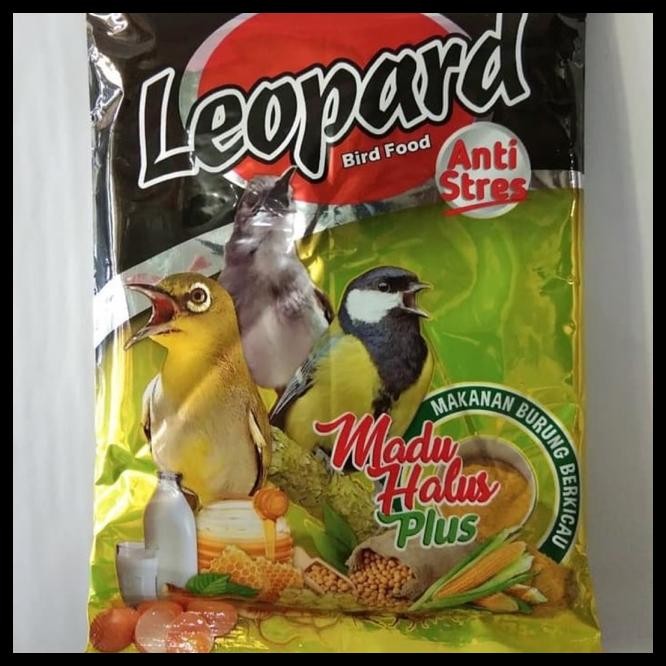 Leopard
Bird Food
Anti
Stres
MAKANAN BURUNG BERKICAU
Madu
Halus
Plus